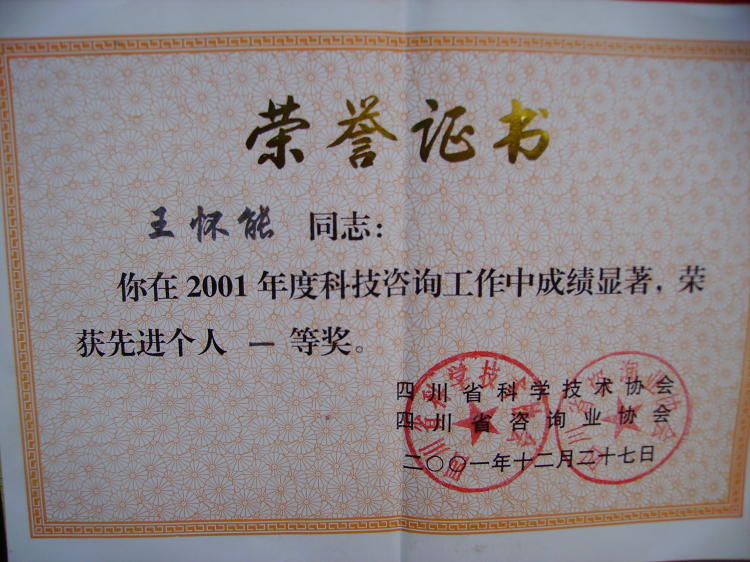 荣誉证书
王怀能 同志：
你在2001年度科技咨询工作中成绩显著，荣
获先进个人 一 等奖。
四川省科学技术协会
四川省咨询业协会
二〇〇一年十二月二十七日